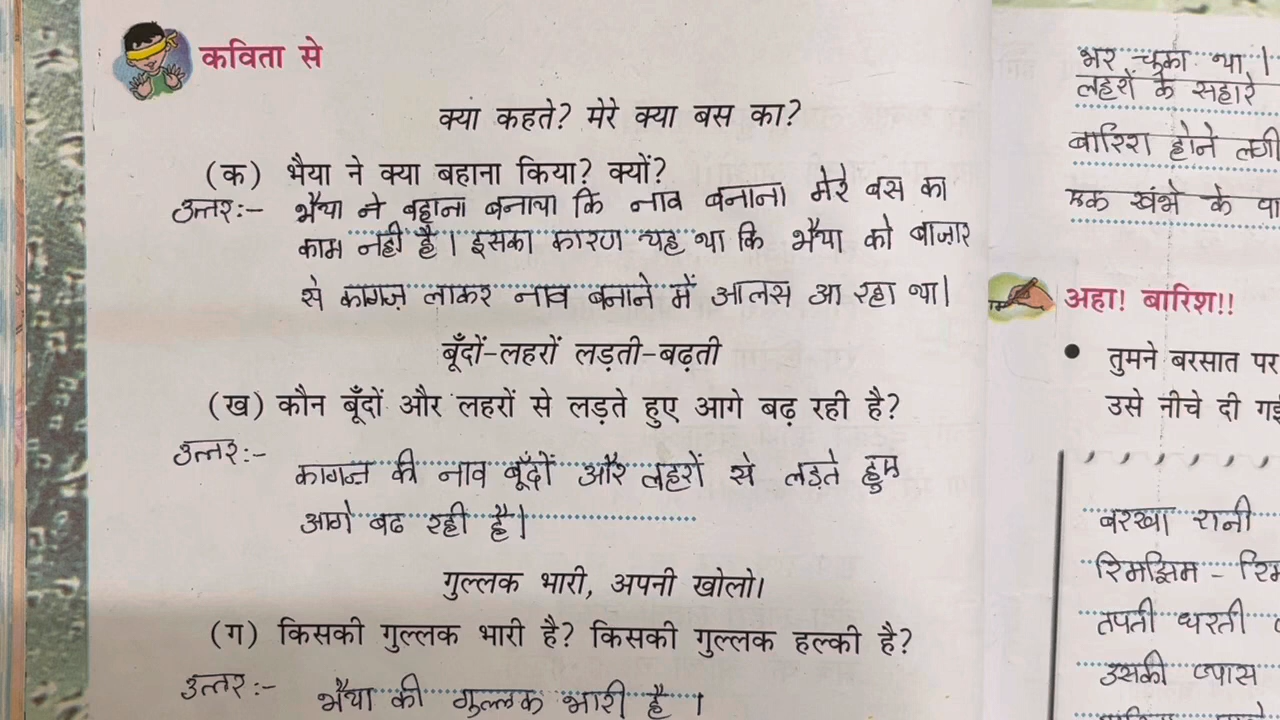 कविता से
क्या कहते? मेरे क्या बस का?
(क) भैया ने क्या बहाना किया? क्यों?
उत्तर:- भैया ने बहाना बनाया कि नाव बनाना मेरे बस का
काम नहीं है। इसका कारण यह था कि भैया को बाज़ार
से कागज़ लाकर नाव बनाने में आलस आ रहा था।
बूँदों-लहरों लड़ती-बढ़ती
(ख) कौन बूँदों और लहरों से लड़ते हुए आगे बढ़ रही है?
उत्तर:-
कागज की नाव बूँदों और लहरों से लड़ते हुए
आगे बढ रही है।
गुल्लक भारी, अपनी खोलो।
(ग) किसकी गुल्लक भारी है? किसकी गुल्लक हल्की है?
उत्तर:- भैया की गुल्लक भारी है ।
भर चुका था।
लहरों के सहारे
बारिश होने लगी
एक खंभे के पा
अहा! बारिश!!
• तुमने बरसात पर
उसे नीचे दी गई
बरखा रानी
रिमझिम - रिम
तपती धरती
उसकी प्यास